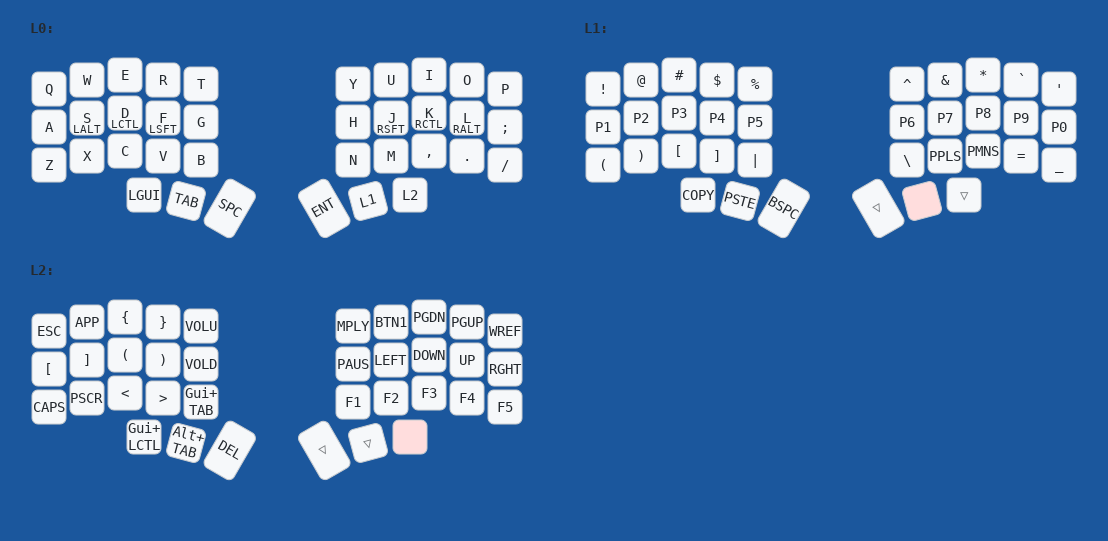 L0:
Q W E R T Y U I O P
A S D F G H J K L ;
LALT LCTL LSFT RSFT RCTL RALT
Z X C V B N M , . /
LGUI TAB SPC ENT L1 L2
L1:
! @ # $ % ^ & * ` '
P1 P2 P3 P4 P5 P6 P7 P8 P9 P0
( ) [ ] | \ PPLS PMNS = _
COPY PSTE BSPC ◁ ▽
L2:
ESC APP { } VOLU MPLY BTN1 PGDN PGUP WREF
[ ] ( ) VOLD PAUS LEFT DOWN UP RGHT
CAPS PSCR < > Gui+ F1 F2 F3 F4 F5
TAB
Gui+ Alt+ DEL ◁ ▽
LCTL TAB